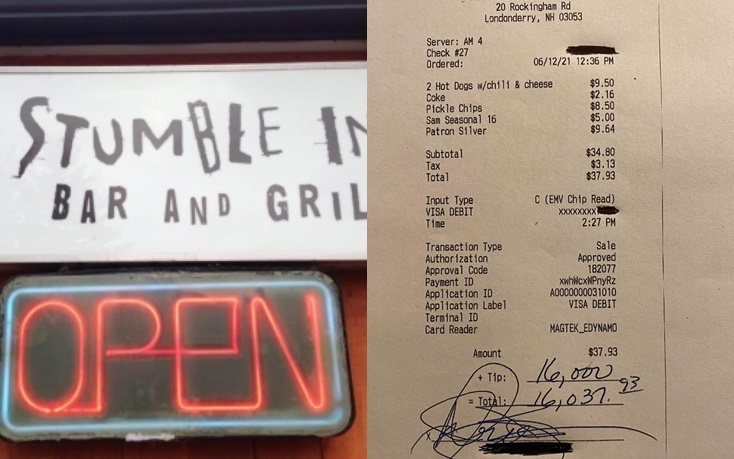 STUMBLE IN
BAR AND GRIL
OPEN
20 Rockingham Rd
Londonderry, NH 03053
Server: AM 4
Check #27
Ordered: 06/12/21 12:36 PM
2 Hot Dogs w/chili & cheese $9.50
Coke $2.16
Pickle Chips $8.50
Sam Seasonal 16 $5.00
Patron Silver $9.64
Subtotal $34.80
Tax $3.13
Total $37.93
Input Type C (EMV Chip Read)
VISA DEBIT xxxxxxxx
Time 2:27 PM
Transaction Type Sale
Authorization Approved
Approval Code 182077
Payment ID xwhWcxWPnyRz
Application ID A0000000031010
Application Label VISA DEBIT
Terminal ID
Card Reader MAGTEK_EDYNAMO
Amount $37.93
+ Tip: 16,000
= Total: 16,037.93
x